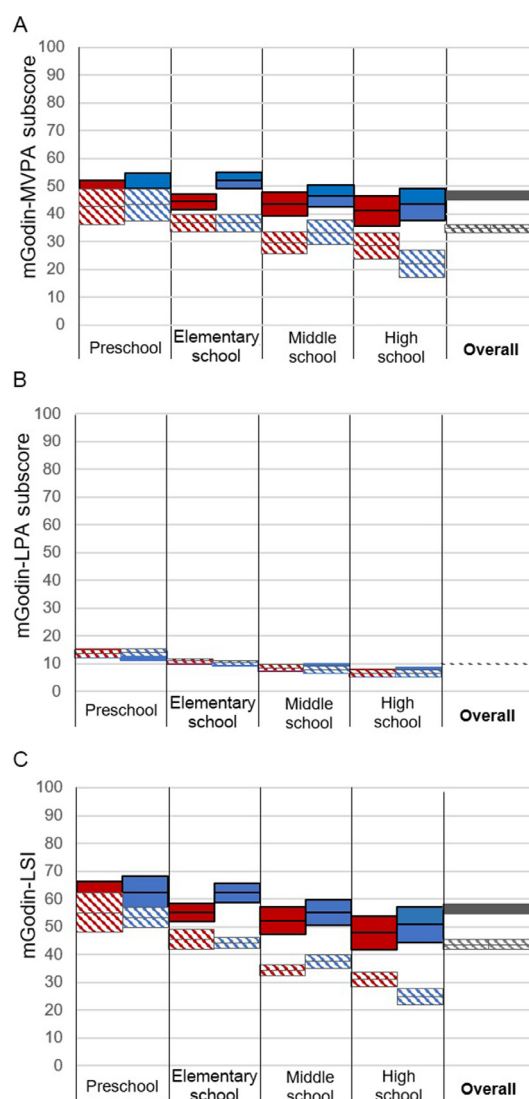 A
mGodin-MVPA subscore
100
90
80
70
60
50
40
30
20
10
0
Preschool
Elementary
school
Middle
school
High
school
Overall
B
mGodin-LPA subscore
100
90
80
70
60
50
40
30
20
10
0
Preschool
Elementary
school
Middle
school
High
school
Overall
C
mGodin-LSI
100
90
80
70
60
50
40
30
20
10
0
Preschool
Elementary
school
Middle
school
High
school
Overall